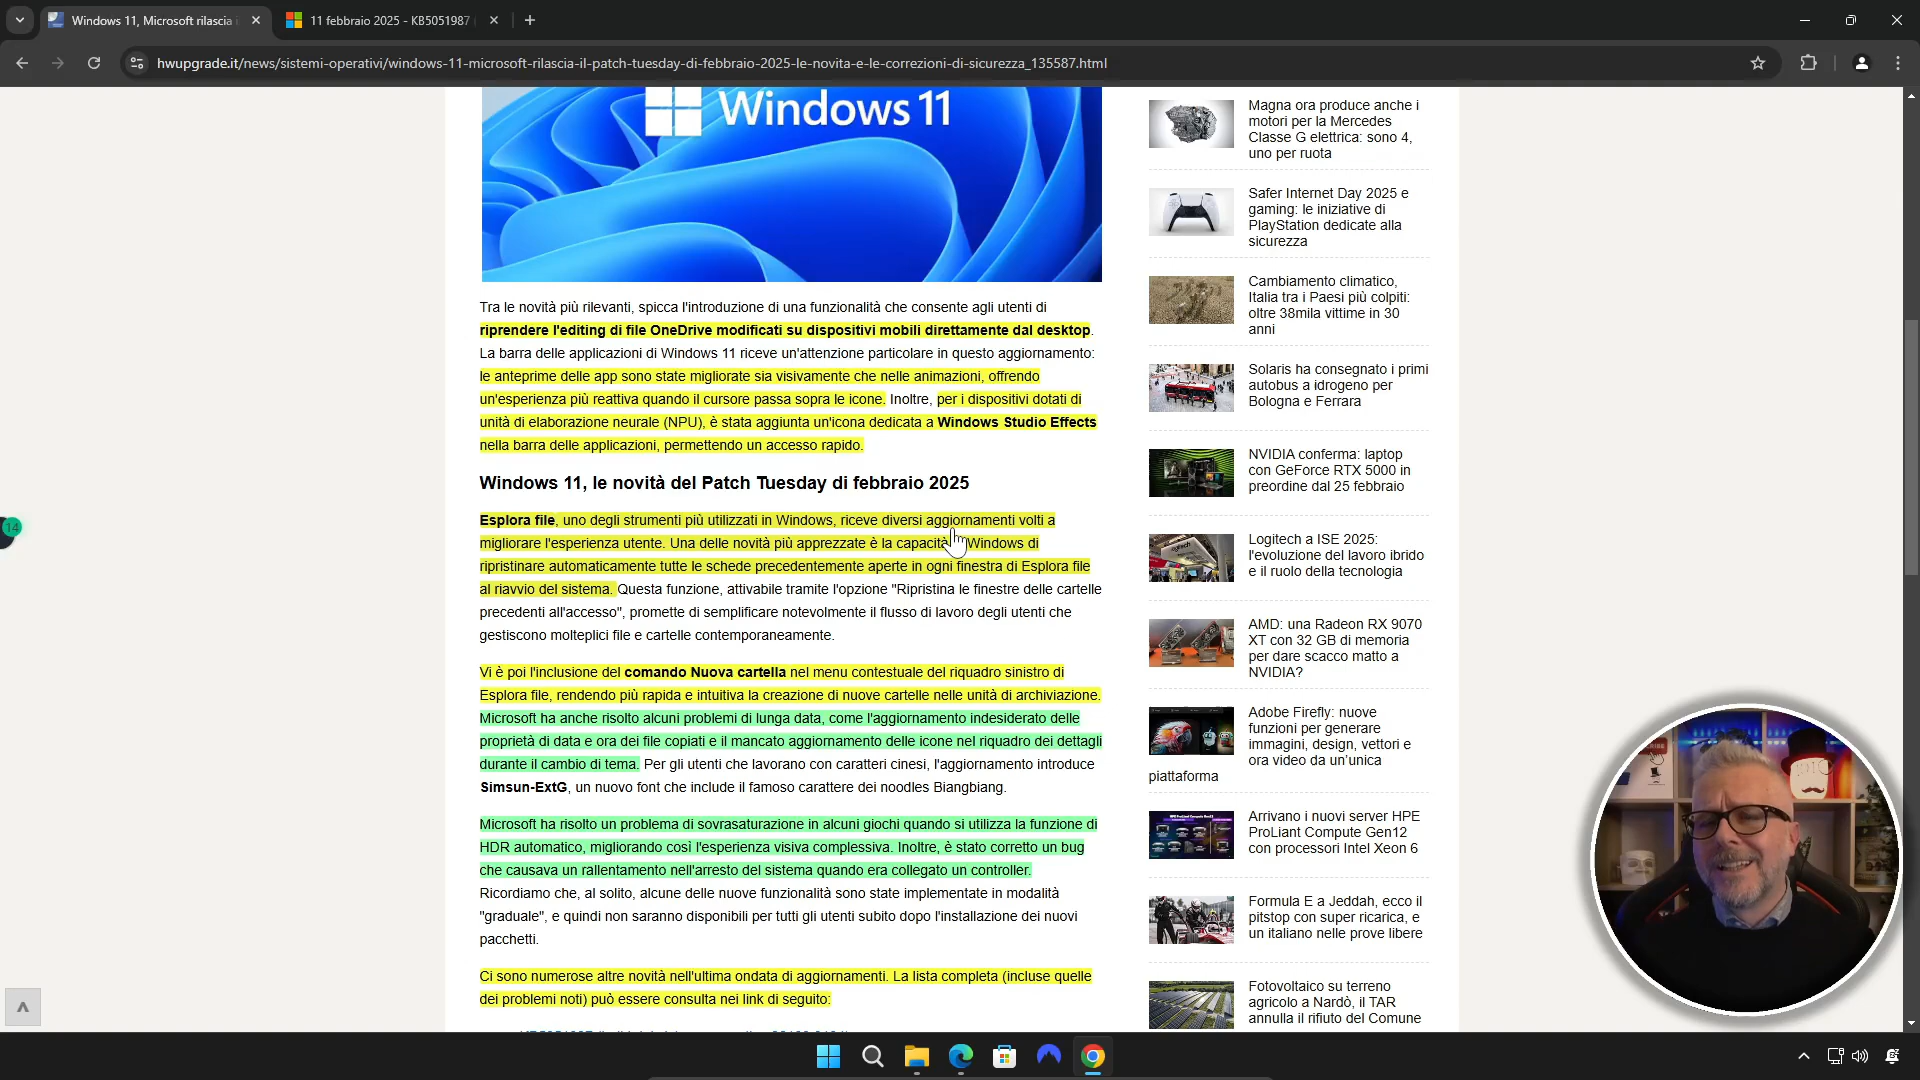 Windows 11, Microsoft rilascia i
11 febbraio 2025 - KB5051987
hwupgrade.it/news/sistemi-operativi/windows-11-microsoft-rilascia-il-patch-tuesday-di-febbraio-2025-le-novita-e-le-correzioni-di-sicurezza_135587.html
Windows 11
Tra le novità più rilevanti, spicca l'introduzione di una funzionalità che consente agli utenti di
riprendere l'editing di file OneDrive modificati su dispositivi mobili direttamente dal desktop.
La barra delle applicazioni di Windows 11 riceve un'attenzione particolare in questo aggiornamento:
le anteprime delle app sono state migliorate sia visivamente che nelle animazioni, offrendo
un'esperienza più reattiva quando il cursore passa sopra le icone. Inoltre, per i dispositivi dotati di
unità di elaborazione neurale (NPU), è stata aggiunta un'icona dedicata a Windows Studio Effects
nella barra delle applicazioni, permettendo un accesso rapido.
Windows 11, le novità del Patch Tuesday di febbraio 2025
Esplora file, uno degli strumenti più utilizzati in Windows, riceve diversi aggiornamenti volti a
migliorare l'esperienza utente. Una delle novità più apprezzate è la capacità Windows di
ripristinare automaticamente tutte le schede precedentemente aperte in ogni finestra di Esplora file
al riavvio del sistema. Questa funzione, attivabile tramite l'opzione "Ripristina le finestre delle cartelle
precedenti all'accesso", promette di semplificare notevolmente il flusso di lavoro degli utenti che
gestiscono molteplici file e cartelle contemporaneamente.
Vi è poi l'inclusione del comando Nuova cartella nel menu contestuale del riquadro sinistro di
Esplora file, rendendo più rapida e intuitiva la creazione di nuove cartelle nelle unità di archiviazione.
Microsoft ha anche risolto alcuni problemi di lunga data, come l'aggiornamento indesiderato delle
proprietà di data e ora dei file copiati e il mancato aggiornamento delle icone nel riquadro dei dettagli
durante il cambio di tema. Per gli utenti che lavorano con caratteri cinesi, l'aggiornamento introduce
Simsun-ExtG, un nuovo font che include il famoso carattere dei noodles Biangbiang.
Microsoft ha risolto un problema di sovrasaturazione in alcuni giochi quando si utilizza la funzione di
HDR automatico, migliorando così l'esperienza visiva complessiva. Inoltre, è stato corretto un bug
che causava un rallentamento nell'arresto del sistema quando era collegato un controller.
Ricordiamo che, al solito, alcune delle nuove funzionalità sono state implementate in modalità
"graduale", e quindi non saranno disponibili per tutti gli utenti subito dopo l'installazione dei nuovi
pacchetti.
Ci sono numerose altre novità nell'ultima ondata di aggiornamenti. La lista completa (incluse quelle
dei problemi noti) può essere consulta nei link di seguito:
Magna ora produce anche i
motori per la Mercedes
Classe G elettrica: sono 4,
uno per ruota
Safer Internet Day 2025 e
gaming: le iniziative di
PlayStation dedicate alla
sicurezza
Cambiamento climatico,
Italia tra i Paesi più colpiti:
oltre 38mila vittime in 30
anni
Solaris ha consegnato i primi
autobus a idrogeno per
Bologna e Ferrara
NVIDIA conferma: laptop
con GeForce RTX 5000 in
preordine dal 25 febbraio
Logitech a ISE 2025:
l'evoluzione del lavoro ibrido
e il ruolo della tecnologia
AMD: una Radeon RX 9070
XT con 32 GB di memoria
per dare scacco matto a
NVIDIA?
Adobe Firefly: nuove
funzioni per generare
immagini, design, vettori e
ora video da un'unica
piattaforma
Arrivano i nuovi server HPE
ProLiant Compute Gen12
con processori Intel Xeon 6
Formula E a Jeddah, ecco il
pitstop con super ricarica, e
un italiano nelle prove libere
Fotovoltaico su terreno
agricolo a Nardò, il TAR
annulla il rifiuto del Comune
14